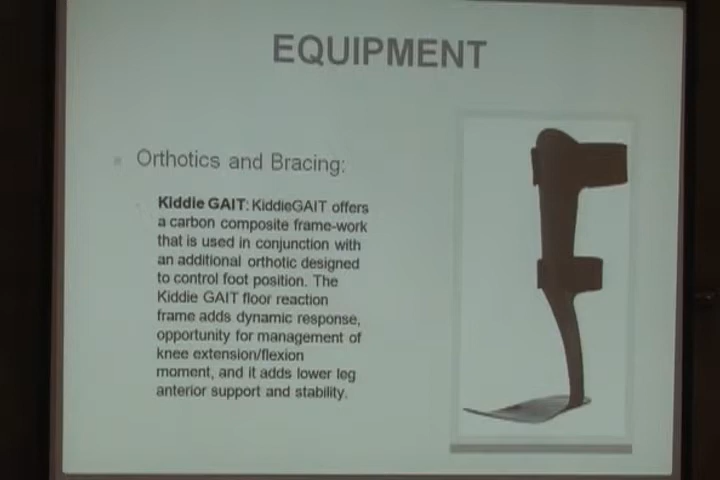 EQUIPMENT
Orthotics and Bracing:
Kiddie GAIT: KiddieGAIT offers
a carbon composite frame-work
that is used in conjunction with
an additional orthotic designed
to control foot position. The
Kiddie GAIT floor reaction
frame adds dynamic response,
opportunity for management of
knee extension/flexion
moment, and it adds lower leg
anterior support and stability.